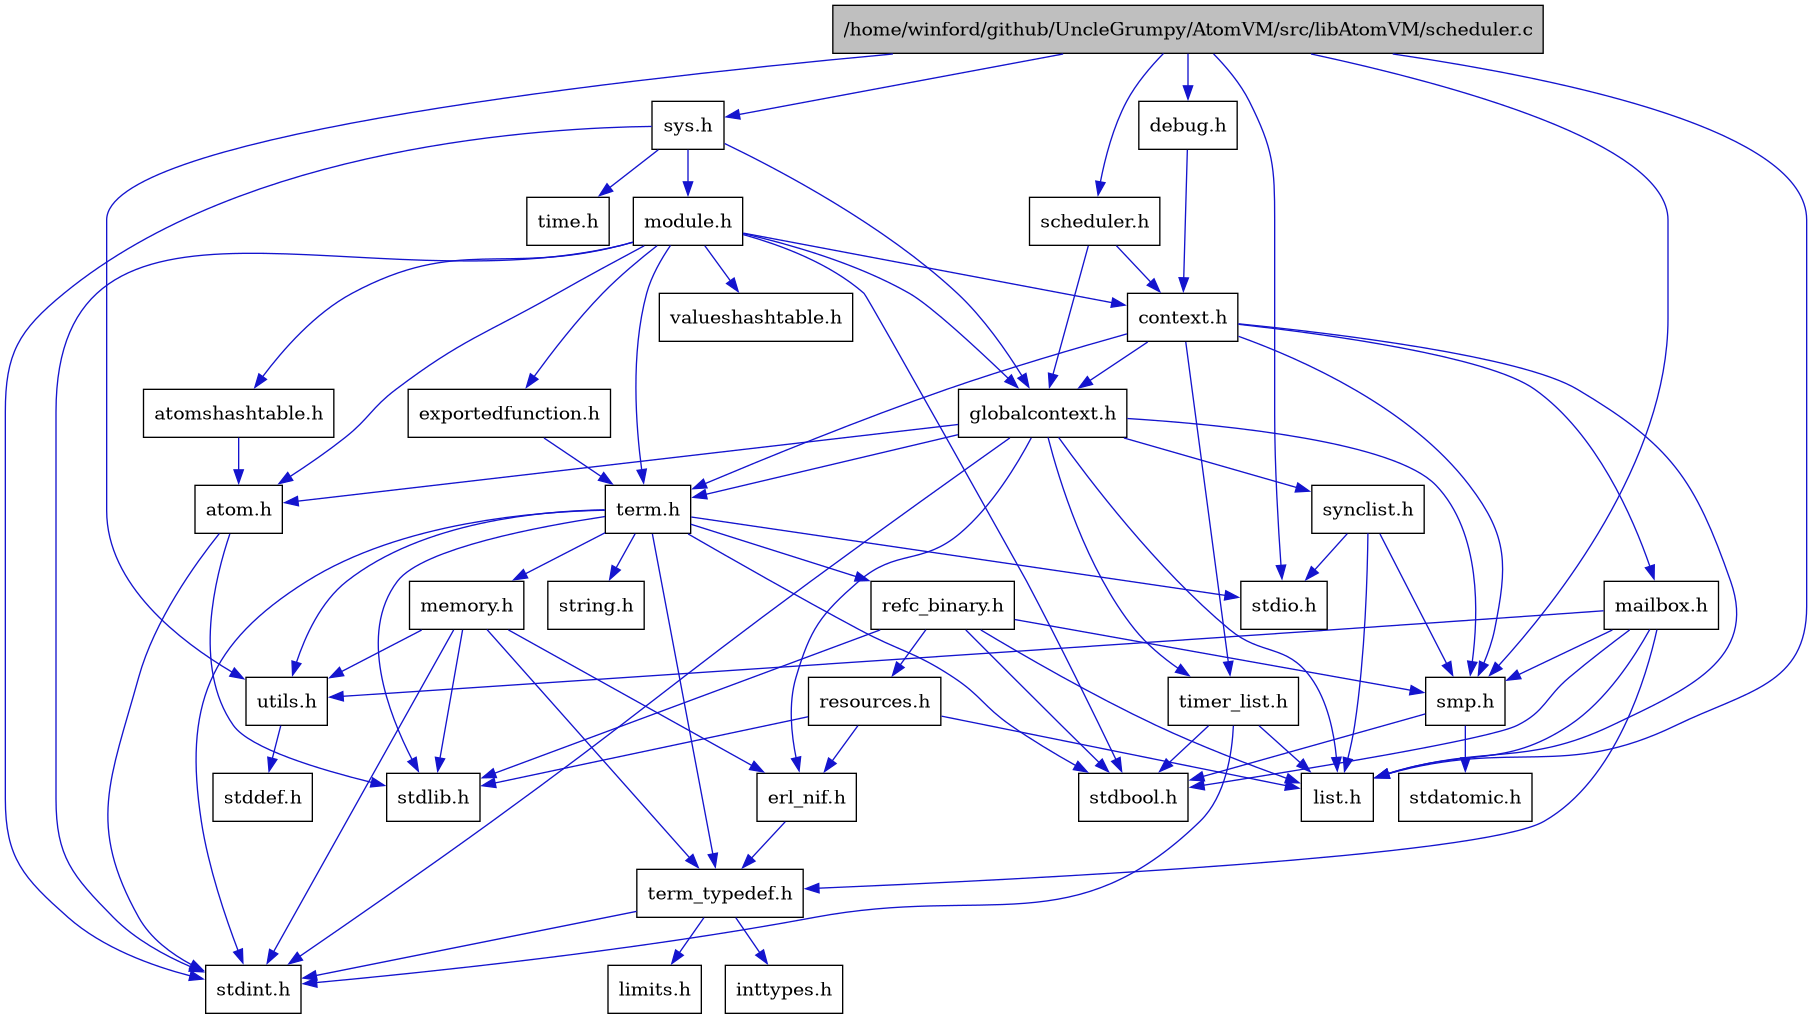 /home/winford/github/UncleGrumpy/AtomVM/src/libAtomVM/scheduler.c
sys.h
debug.h
time.h
module.h
scheduler.h
valueshashtable.h
context.h
atomshashtable.h
exportedfunction.h
globalcontext.h
atom.h
term.h
synclist.h
memory.h
string.h
refc_binary.h
stdio.h
mailbox.h
utils.h
resources.h
timer_list.h
smp.h
stddef.h
stdlib.h
erl_nif.h
stdbool.h
list.h
stdatomic.h
term_typedef.h
stdint.h
limits.h
inttypes.h